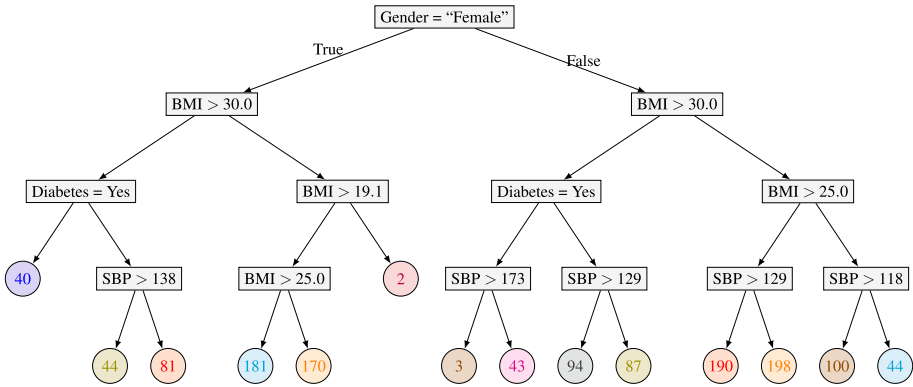 Gender = “Female”
True
False
BMI > 30.0
BMI > 30.0
Diabetes = Yes
BMI > 19.1
Diabetes = Yes
BMI > 25.0
40
SBP > 138
BMI > 25.0
2
SBP > 173
SBP > 129
SBP > 129
SBP > 118
44
81
181
170
3
43
94
87
190
198
100
44